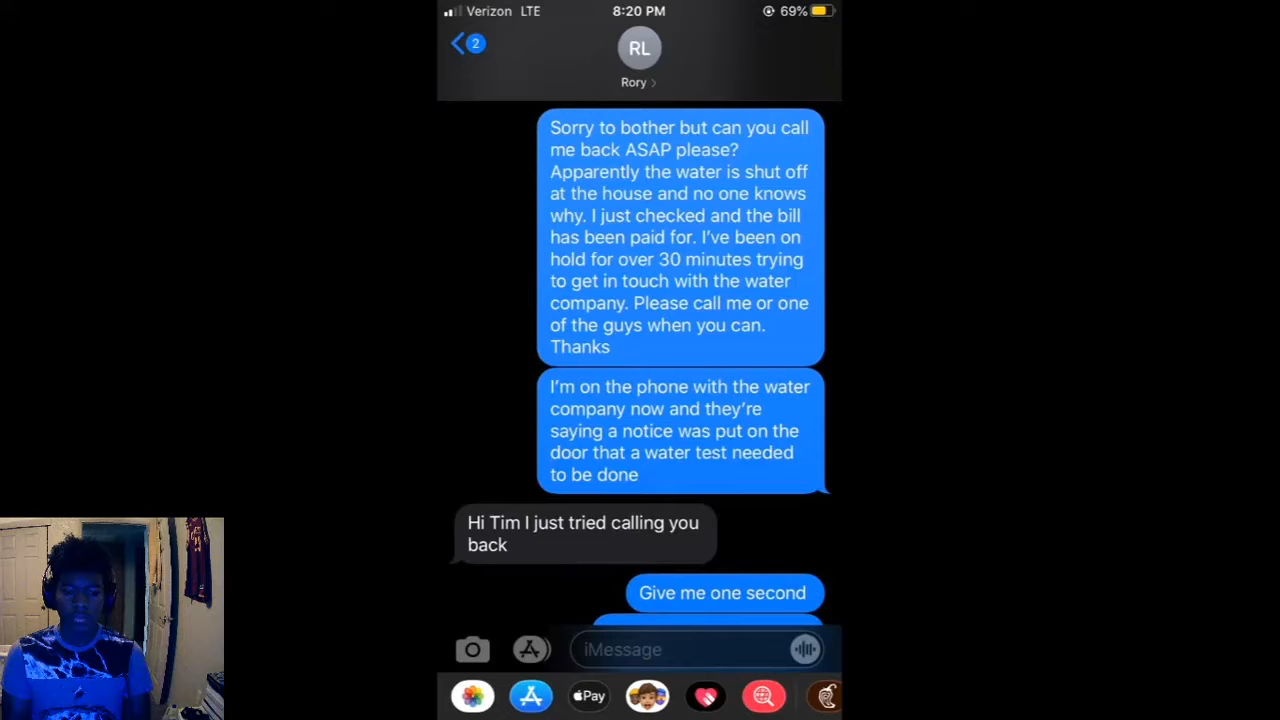 Verizon LTE 8:20 PM 69%
2
RL
Rory
Sorry to bother but can you call
me back ASAP please?
Apparently the water is shut off
at the house and no one knows
why. I just checked and the bill
has been paid for. I've been on
hold for over 30 minutes trying
to get in touch with the water
company. Please call me or one
of the guys when you can.
Thanks
I'm on the phone with the water
company now and they're
saying a notice was put on the
door that a water test needed
to be done
Hi Tim I just tried calling you
back
Give me one second
iMessage
Pay